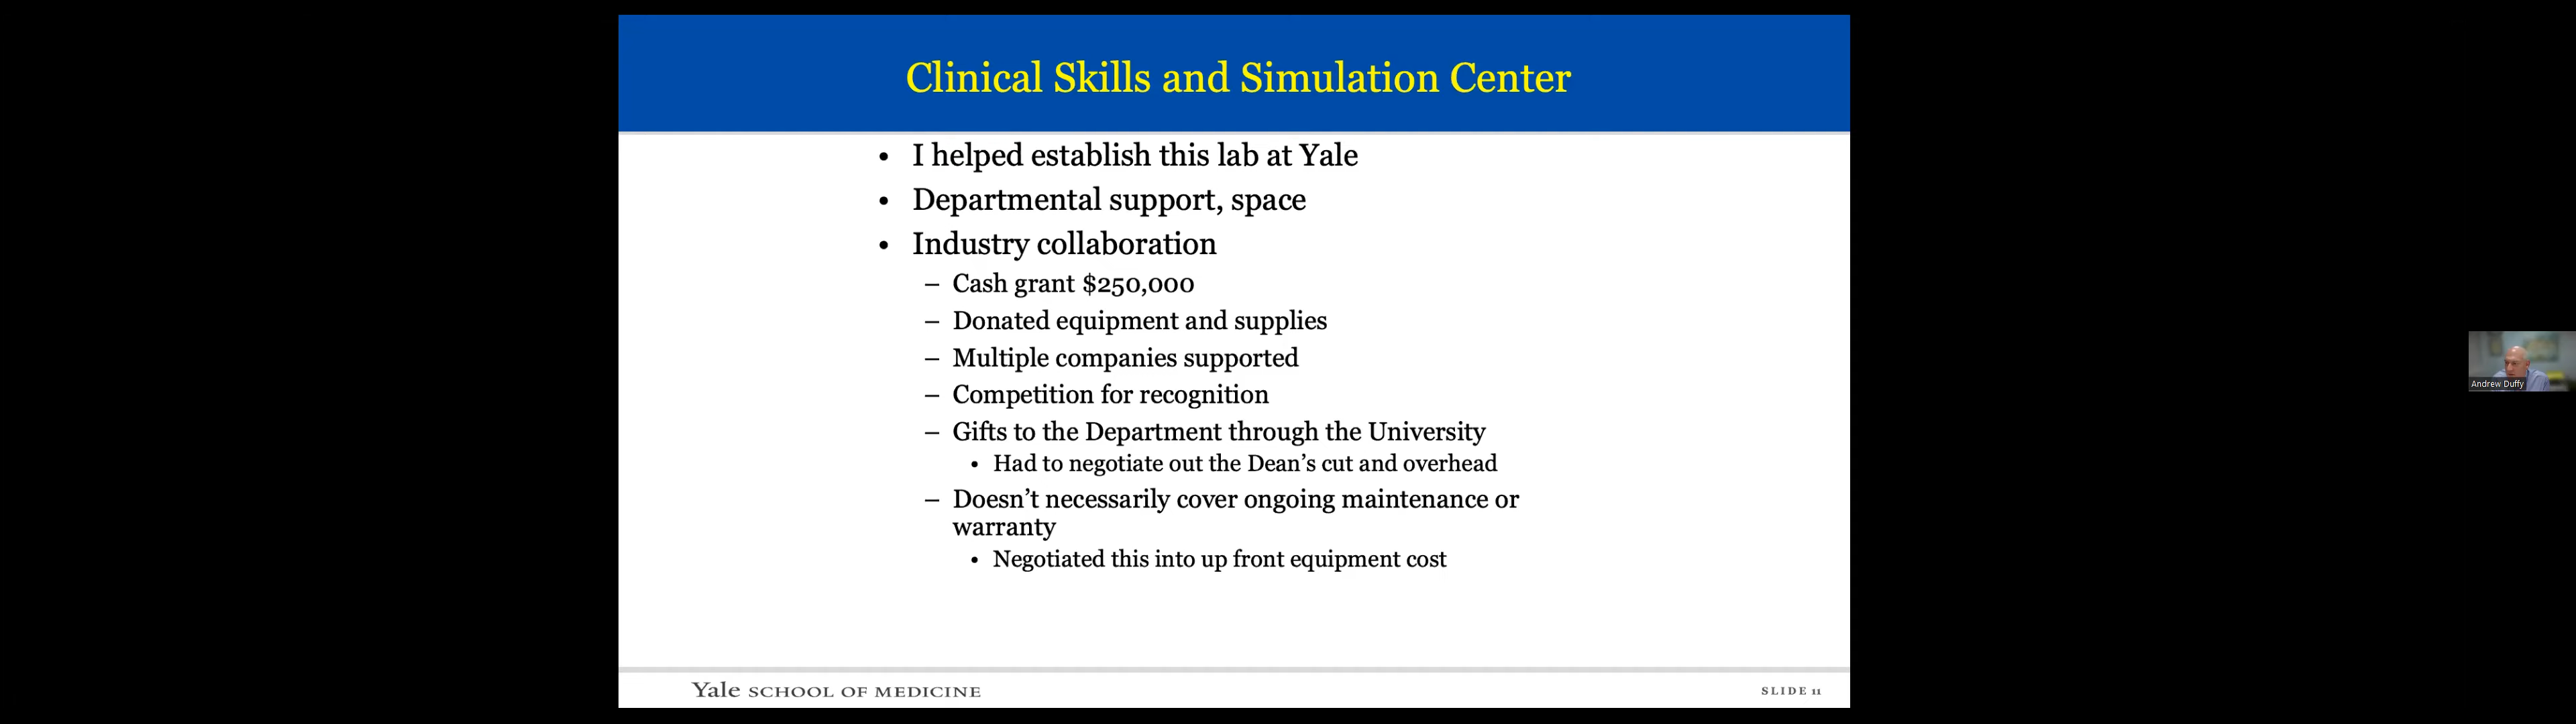 Clinical Skills and Simulation Center
• I helped establish this lab at Yale
• Departmental support, space
• Industry collaboration
– Cash grant $250,000
– Donated equipment and supplies
– Multiple companies supported
– Competition for recognition
– Gifts to the Department through the University
• Had to negotiate out the Dean’s cut and overhead
– Doesn’t necessarily cover ongoing maintenance or
warranty
• Negotiated this into up front equipment cost
Yale SCHOOL OF MEDICINE
SLIDE 11
Andrew Duffy